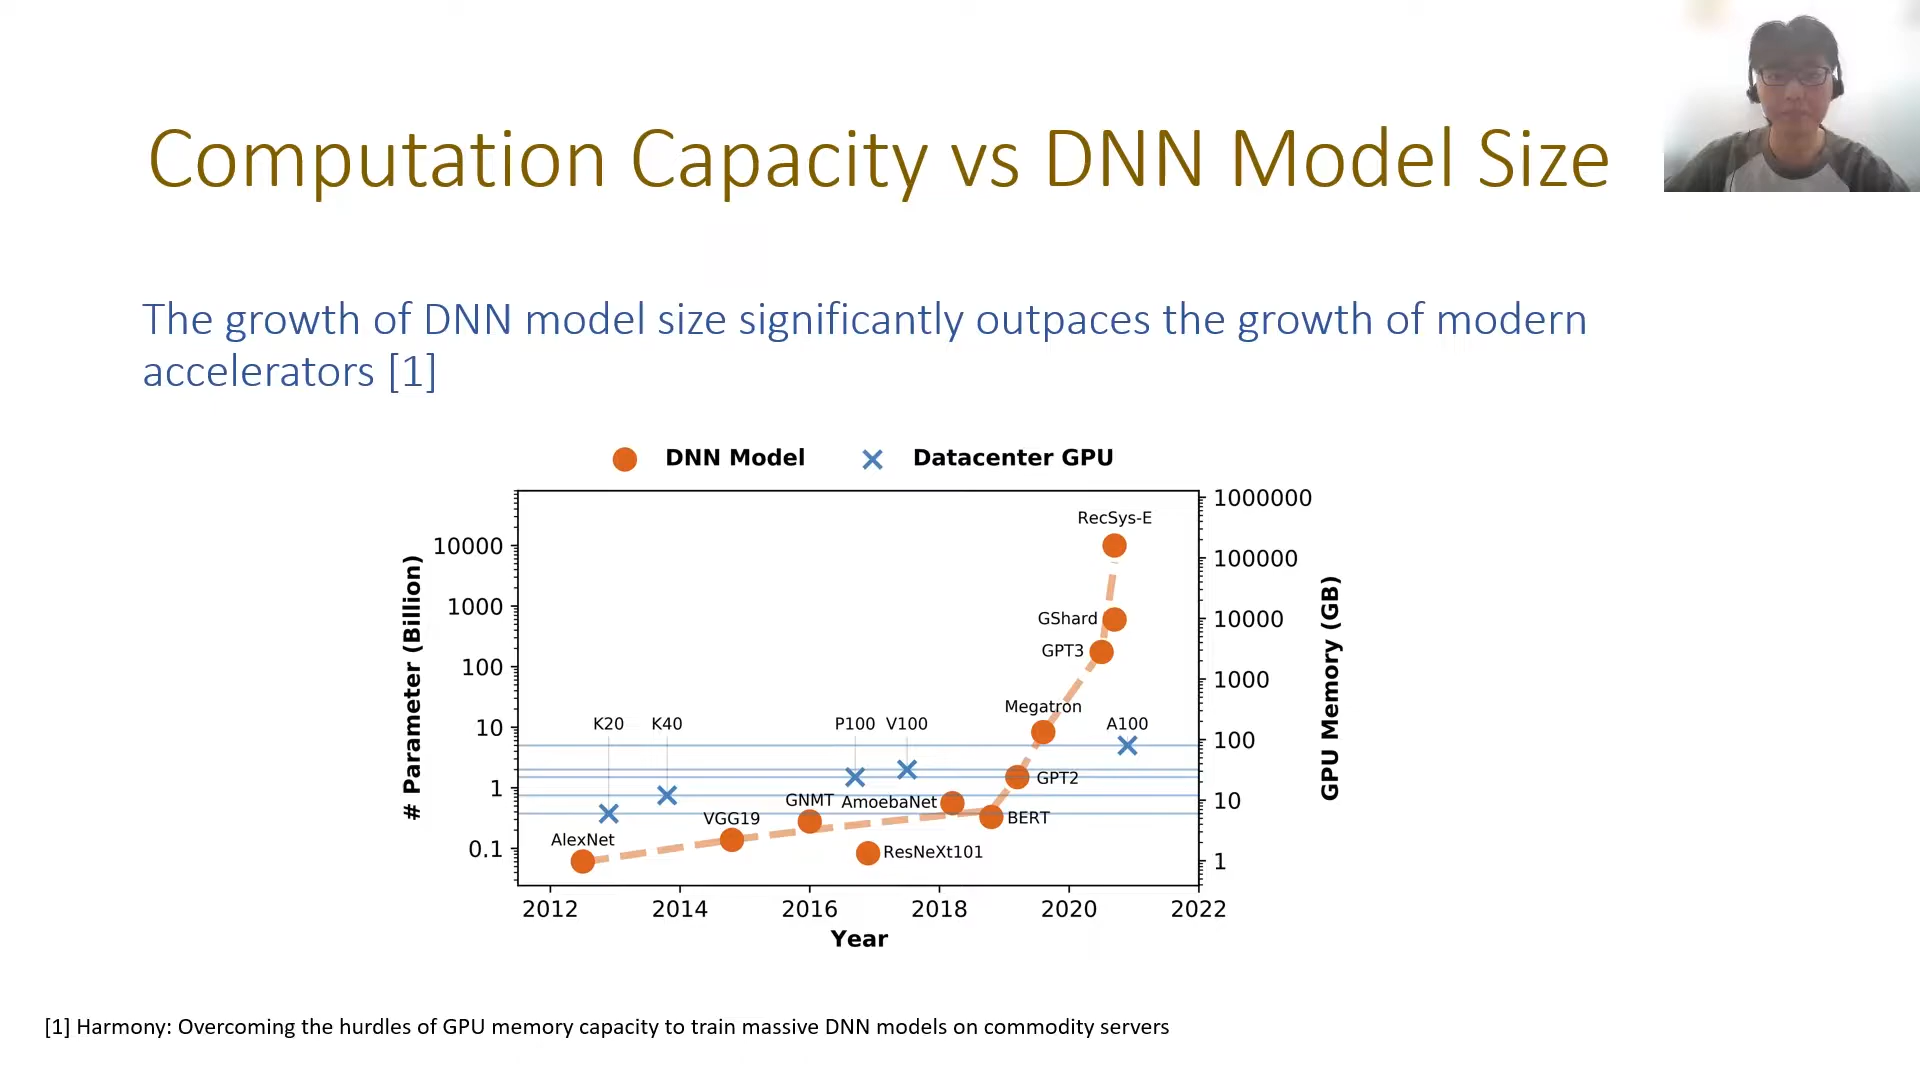 Computation Capacity vs DNN Model Size
The growth of DNN model size significantly outpaces the growth of modern
accelerators [1]
DNN Model
Datacenter GPU
# Parameter (Billion)
10000
1000
100
10
1
0.1
RecSys-E
GShard
GPT3
Megatron
K20
K40
P100
V100
A100
GPT2
GNMT
AmoebaNet
VGG19
BERT
AlexNet
ResNeXt101
1000000
100000
10000
1000
100
10
1
GPU Memory (GB)
2012
2014
2016
2018
2020
2022
Year
[1] Harmony: Overcoming the hurdles of GPU memory capacity to train massive DNN models on commodity servers